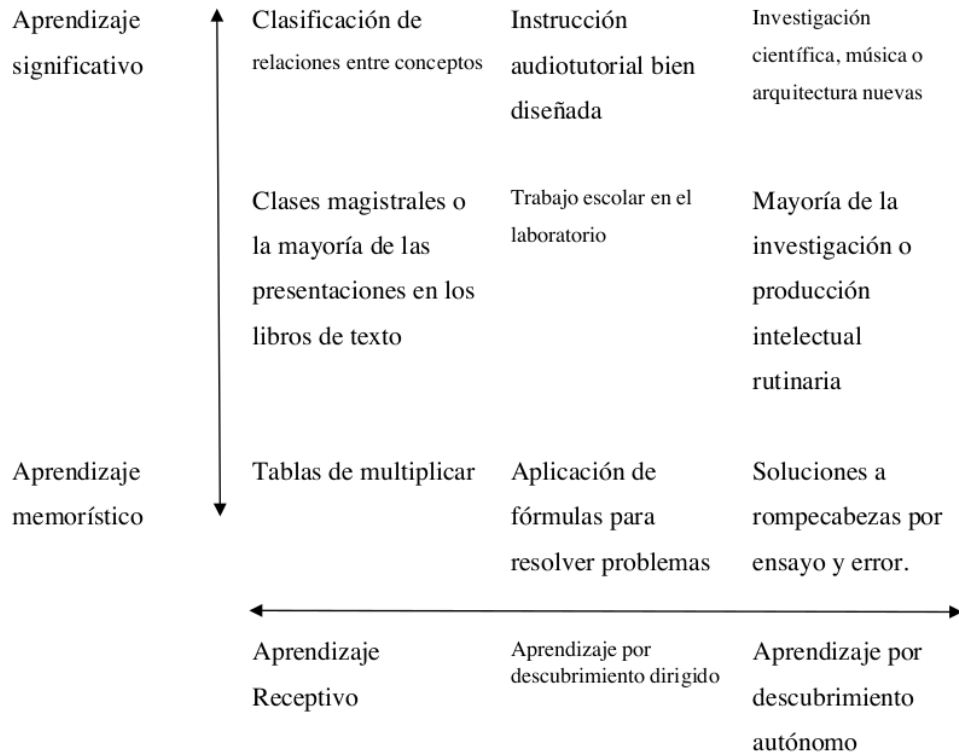 Aprendizaje
significativo
Clasificación de
relaciones entre conceptos
Instrucción
audiotutorial bien
diseñada
Investigación
científica, música o
arquitectura nuevas
Clases magistrales o
la mayoría de las
presentaciones en los
libros de texto
Trabajo escolar en el
laboratorio
Mayoría de la
investigación o
producción
intelectual
rutinaria
Aprendizaje
memorístico
Tablas de multiplicar
Aplicación de
fórmulas para
resolver problemas
Soluciones a
rompecabezas por
ensayo y error.
Aprendizaje
Receptivo
Aprendizaje por
descubrimiento dirigido
Aprendizaje por
descubrimiento
autónomo